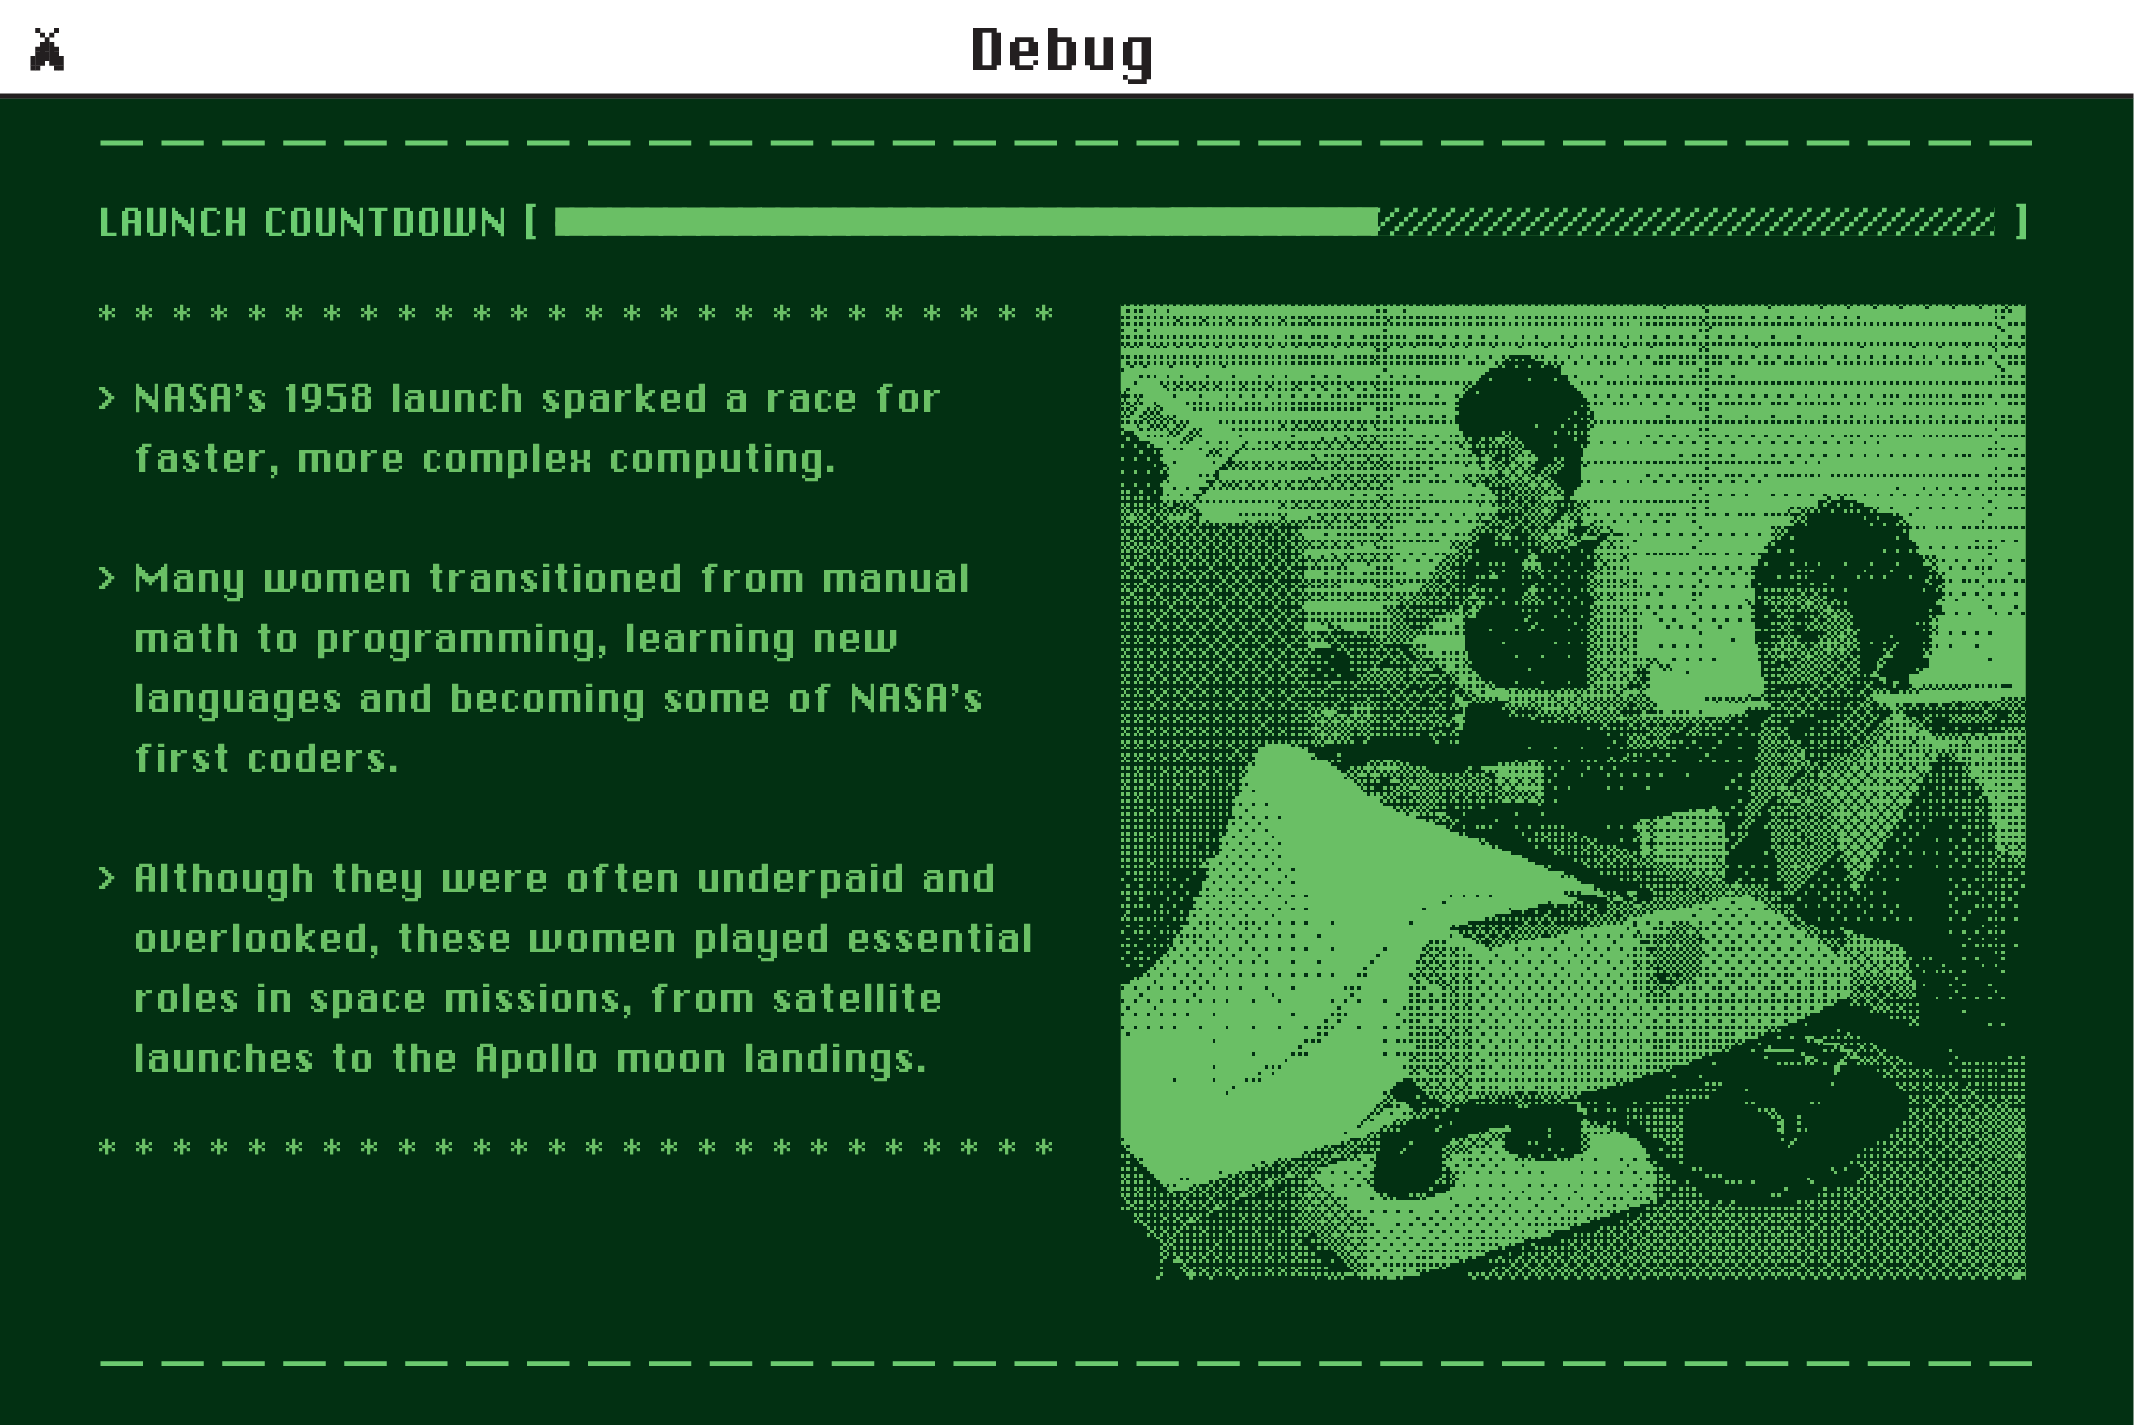 Debug
LAUNCH COUNTDOWN [ ]
* * * * * * * * * * * * * * * * * * * * * * * * * *
> NASA's 1958 launch sparked a race for
faster, more complex computing.
> Many women transitioned from manual
math to programming, learning new
languages and becoming some of NASA's
first coders.
> Although they were often underpaid and
overlooked, these women played essential
roles in space missions, from satellite
launches to the Apollo moon landings.
* * * * * * * * * * * * * * * * * * * * * * * * * *